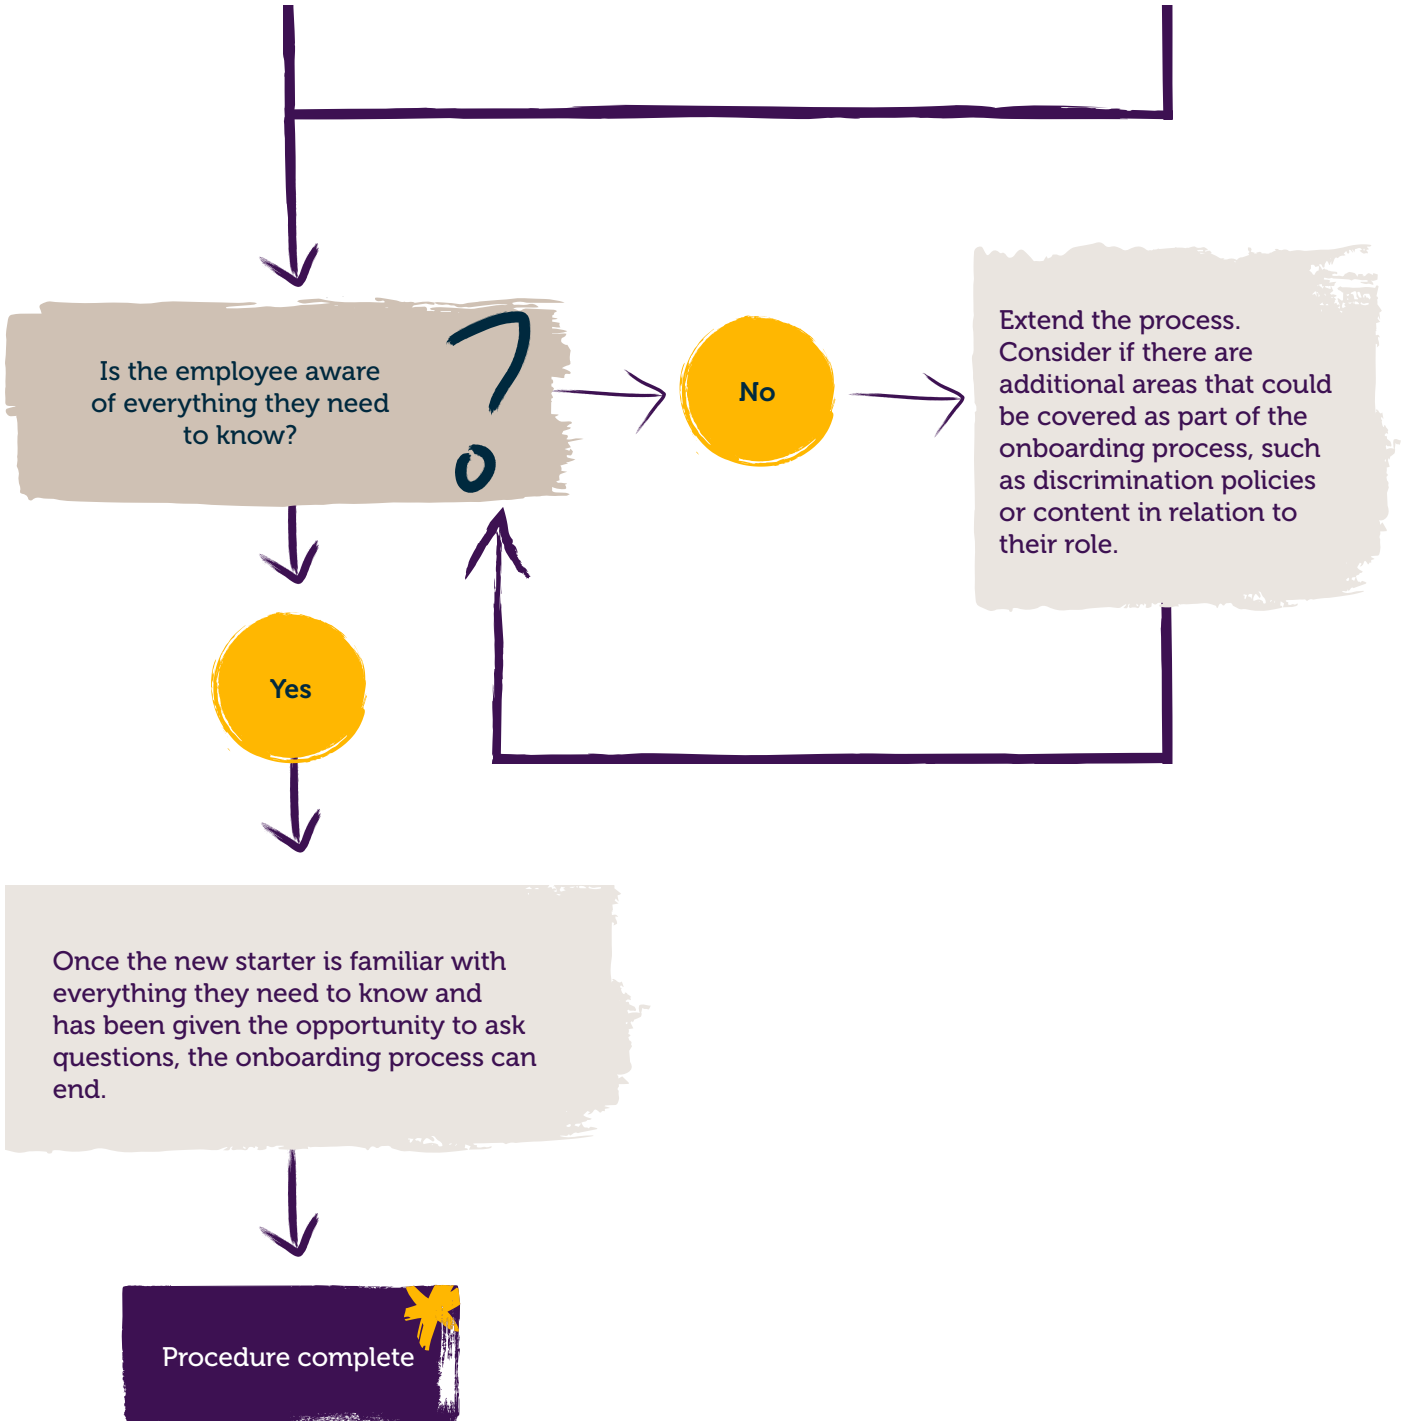 Is the employee aware
of everything they need
to know?
No
Extend the process.
Consider if there are
additional areas that could
be covered as part of the
onboarding process, such
as discrimination policies
or content in relation to
their role.
Yes
Once the new starter is familiar with
everything they need to know and
has been given the opportunity to ask
questions, the onboarding process can
end.
Procedure complete